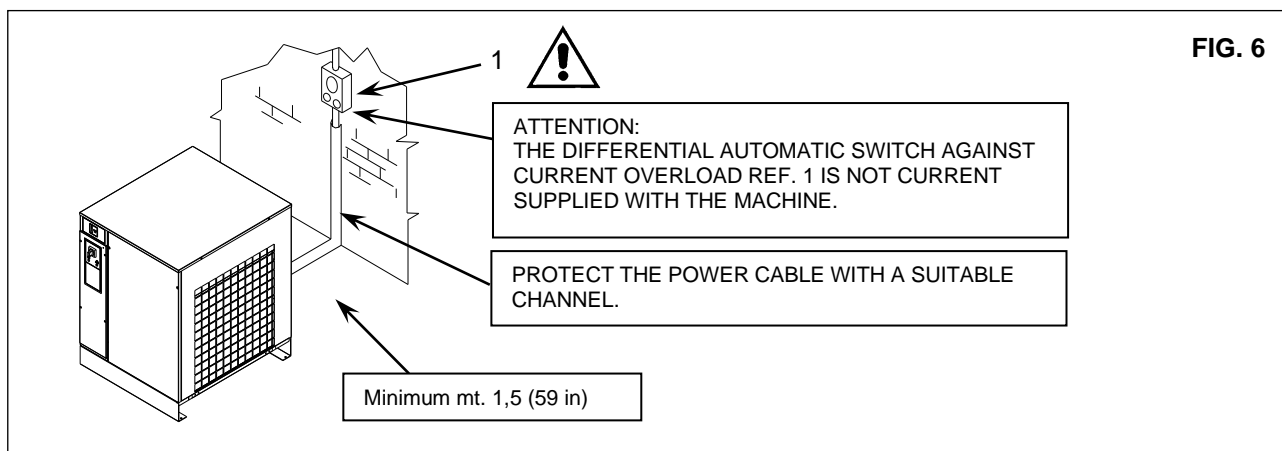 FIG. 6
1
ATTENTION:
THE DIFFERENTIAL AUTOMATIC SWITCH AGAINST
CURRENT OVERLOAD REF. 1 IS NOT CURRENT
SUPPLIED WITH THE MACHINE.
PROTECT THE POWER CABLE WITH A SUITABLE
CHANNEL.
Minimum mt. 1,5 (59 in)